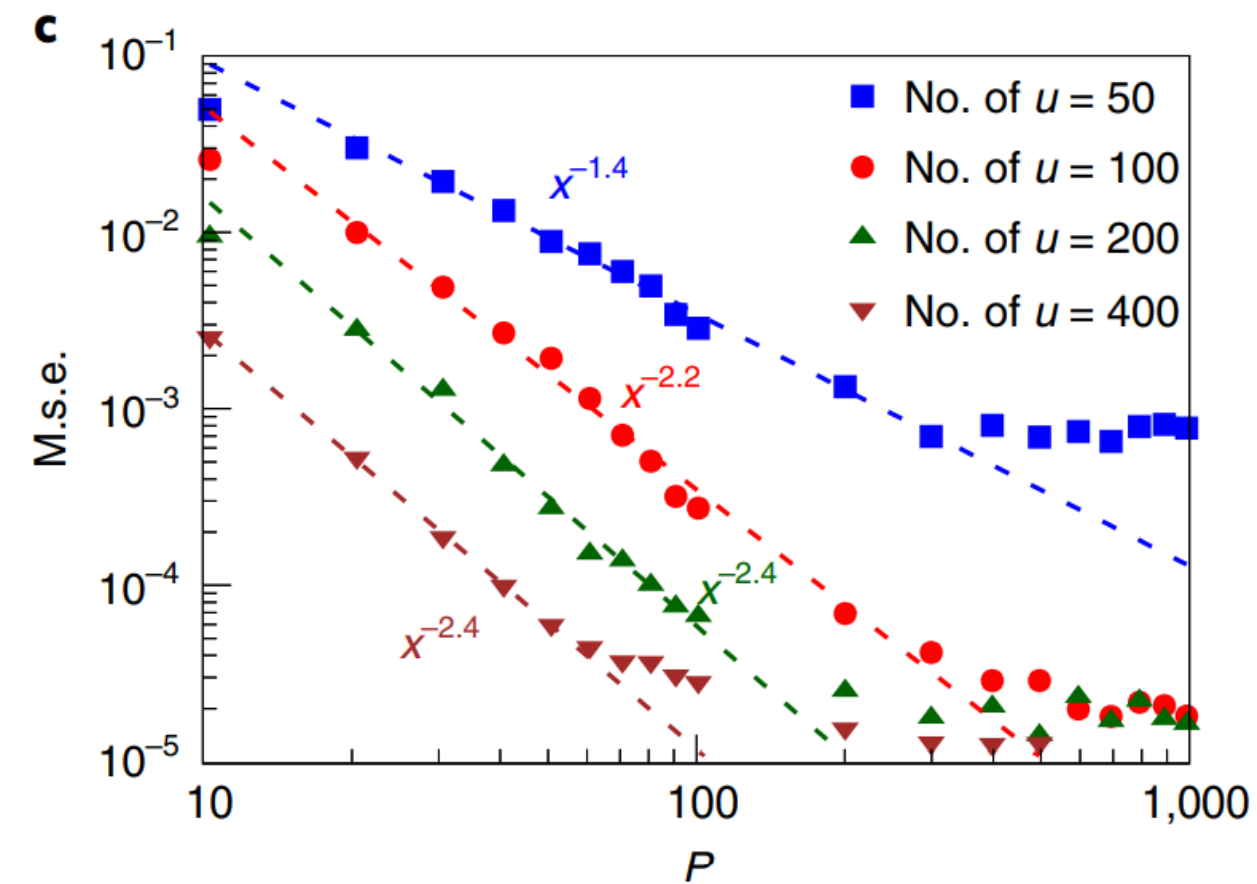 c
10⁻¹
10⁻²
10⁻³
10⁻⁴
10⁻⁵
M.s.e.
No. of u = 50
No. of u = 100
No. of u = 200
No. of u = 400
x⁻¹·⁴
x⁻²·²
x⁻²·⁴
x⁻²·⁴
10
100
1,000
P